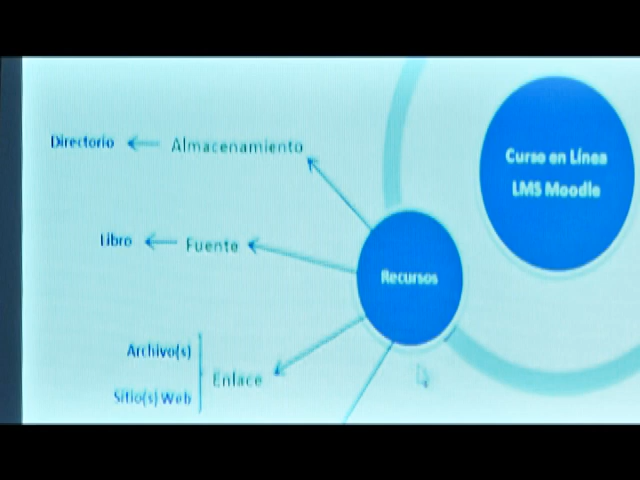 Curso en Línea
LMS Moodle
Directorio
Almacenamiento
Libro
Fuente
Recursos
Archivo(s)
Enlace
Sitio(s) Web